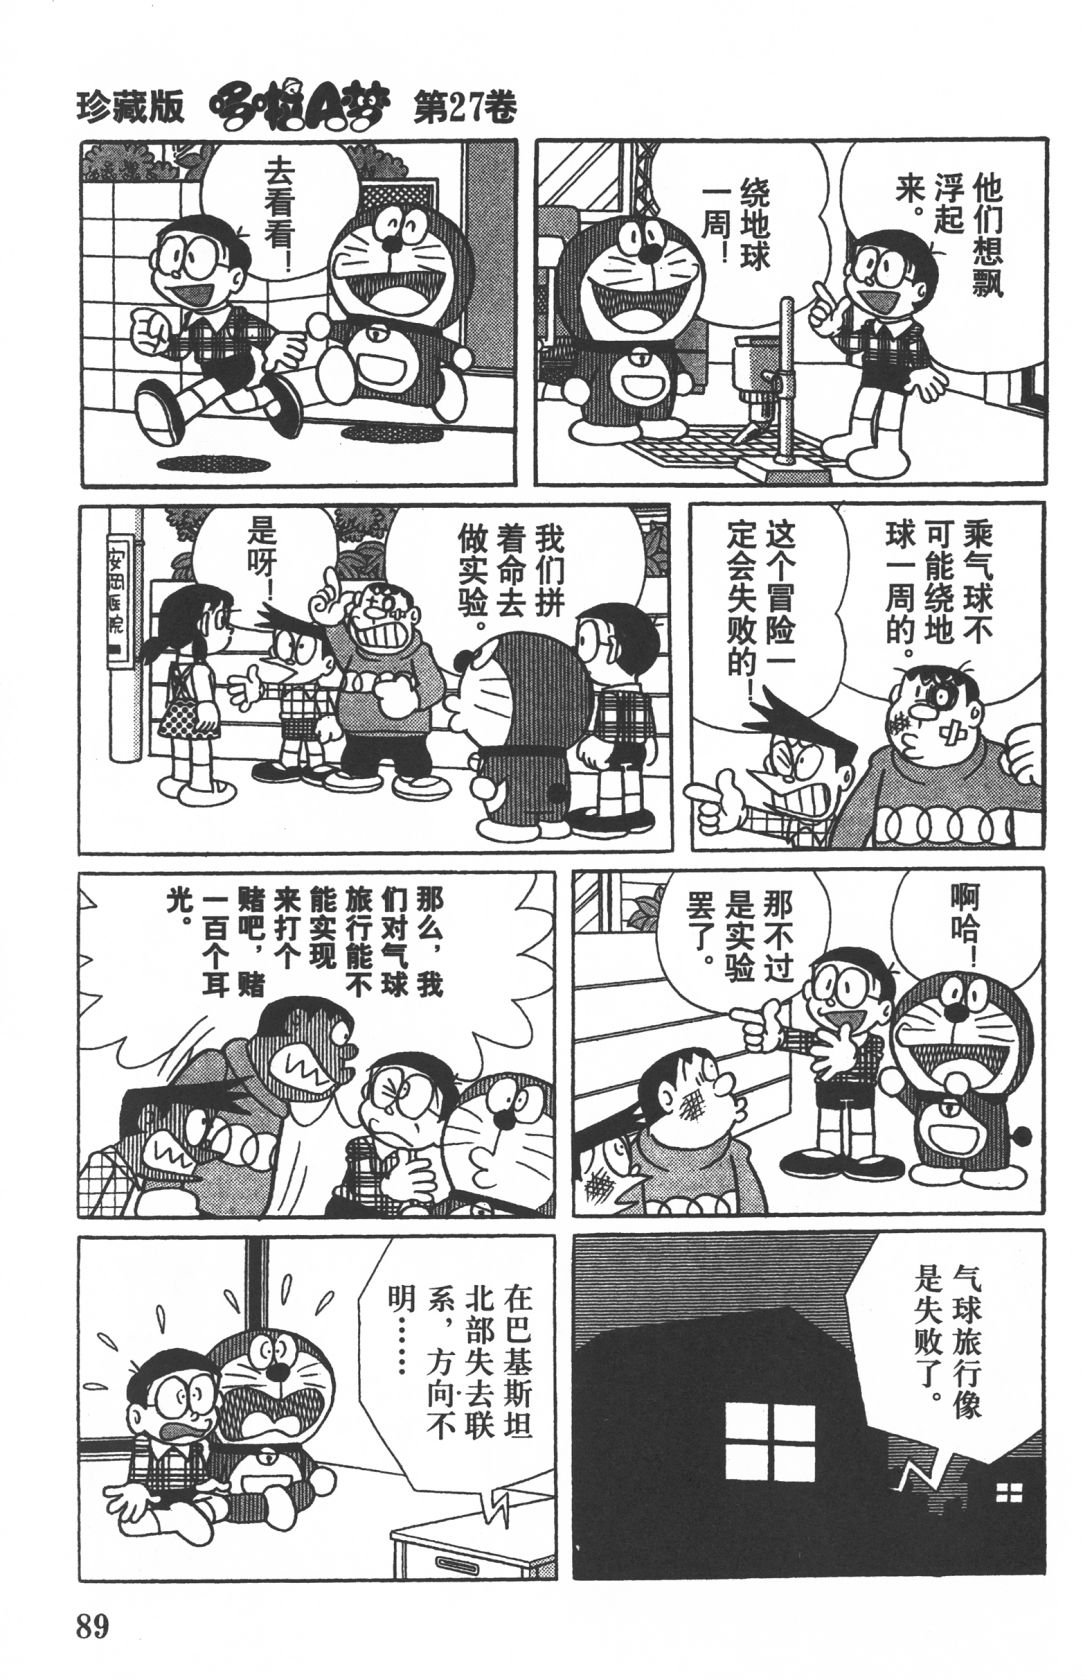 珍藏版 哆啦A梦 第27卷
他们想飘
浮起
来。
绕地球
一周！
去看看！
乘气球不
可能绕地
球一周的。
这个冒险一
定会失败的！
我们拼
着命去
做实验。
是呀！
安岡医院
啊哈！
那不过
是实验
罢了。
那么，我
们对气球
旅行能不
能实现
来打个
赌吧，赌
一百个耳
光。
气球旅行像
是失败了。
在巴基斯坦
北部失去联
系，方向不
明……
89